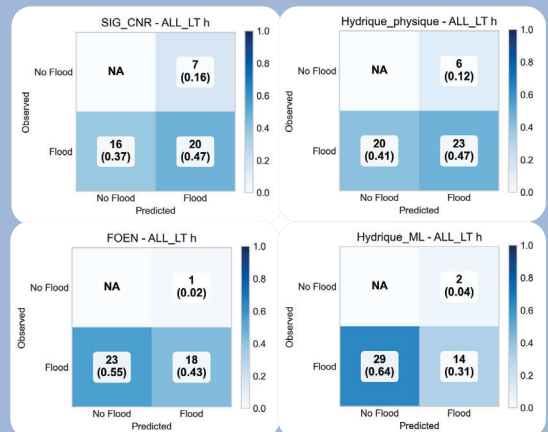 SIG_CNR - ALL_LT h
No Flood
Flood
Observed
NA
7
(0.16)
16
(0.37)
20
(0.47)
No Flood
Flood
Predicted
1.0
0.8
0.6
0.4
0.2
0.0
Hydrique_physique - ALL_LT h
No Flood
Flood
Observed
NA
6
(0.12)
20
(0.41)
23
(0.47)
No Flood
Flood
Predicted
1.0
0.8
0.6
0.4
0.2
0.0
FOEN - ALL_LT h
No Flood
Flood
Observed
NA
1
(0.02)
23
(0.55)
18
(0.43)
No Flood
Flood
Predicted
1.0
0.8
0.6
0.4
0.2
0.0
Hydrique_ML - ALL_LT h
No Flood
Flood
Observed
NA
2
(0.04)
29
(0.64)
14
(0.31)
No Flood
Flood
Predicted
1.0
0.8
0.6
0.4
0.2
0.0